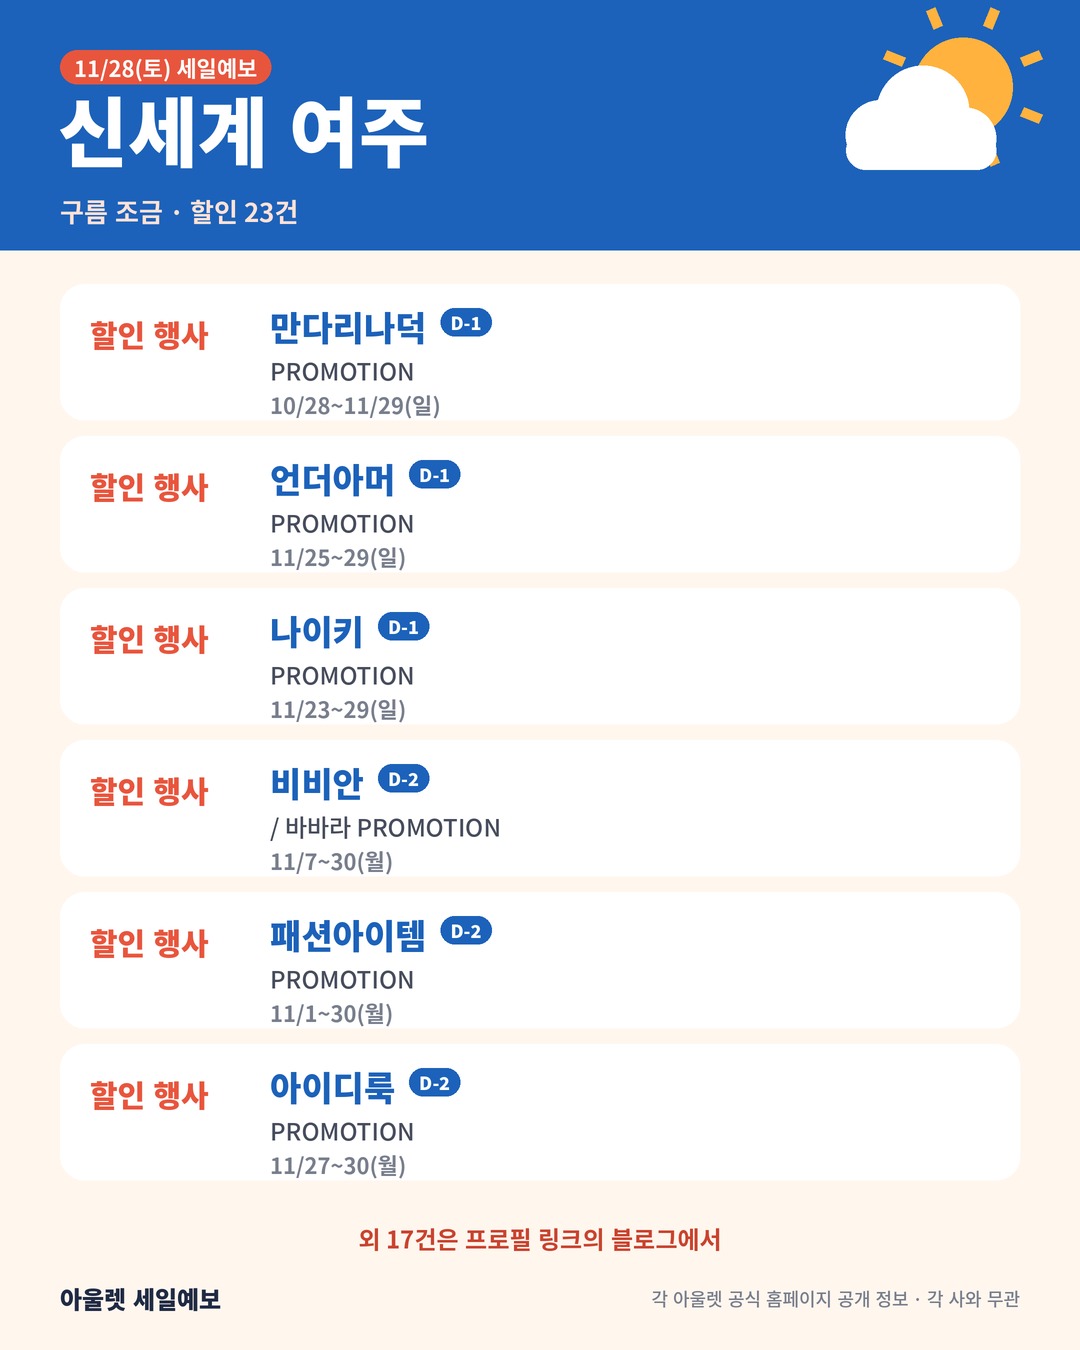 11/28(토) 세일예보
신세계 여주
구름 조금 · 할인 23건
할인 행사
만다리나덕 D-1
PROMOTION
10/28~11/29(일)
할인 행사
언더아머 D-1
PROMOTION
11/25~29(일)
할인 행사
나이키 D-1
PROMOTION
11/23~29(일)
할인 행사
비비안 D-2
/ 바바라 PROMOTION
11/7~30(월)
할인 행사
패션아이템 D-2
PROMOTION
11/1~30(월)
할인 행사
아이디룩 D-2
PROMOTION
11/27~30(월)
외 17건은 프로필 링크의 블로그에서
아울렛 세일예보
각 아울렛 공식 홈페이지 공개 정보 · 각 사와 무관